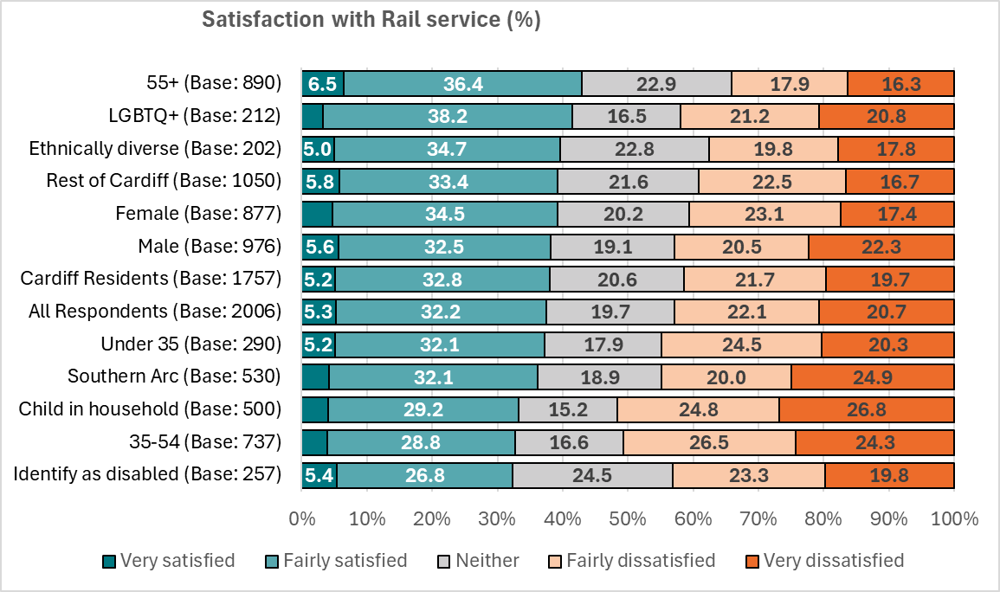 Satisfaction with Rail service (%)
55+ (Base: 890) 6.5 36.4 22.9 17.9 16.3
LGBTQ+ (Base: 212) 38.2 16.5 21.2 20.8
Ethnically diverse (Base: 202) 5.0 34.7 22.8 19.8 17.8
Rest of Cardiff (Base: 1050) 5.8 33.4 21.6 22.5 16.7
Female (Base: 877) 34.5 20.2 23.1 17.4
Male (Base: 976) 5.6 32.5 19.1 20.5 22.3
Cardiff Residents (Base: 1757) 5.2 32.8 20.6 21.7 19.7
All Respondents (Base: 2006) 5.3 32.2 19.7 22.1 20.7
Under 35 (Base: 290) 5.2 32.1 17.9 24.5 20.3
Southern Arc (Base: 530) 32.1 18.9 20.0 24.9
Child in household (Base: 500) 29.2 15.2 24.8 26.8
35-54 (Base: 737) 28.8 16.6 26.5 24.3
Identify as disabled (Base: 257) 5.4 26.8 24.5 23.3 19.8
0% 10% 20% 30% 40% 50% 60% 70% 80% 90% 100%
Very satisfied Fairly satisfied Neither Fairly dissatisfied Very dissatisfied